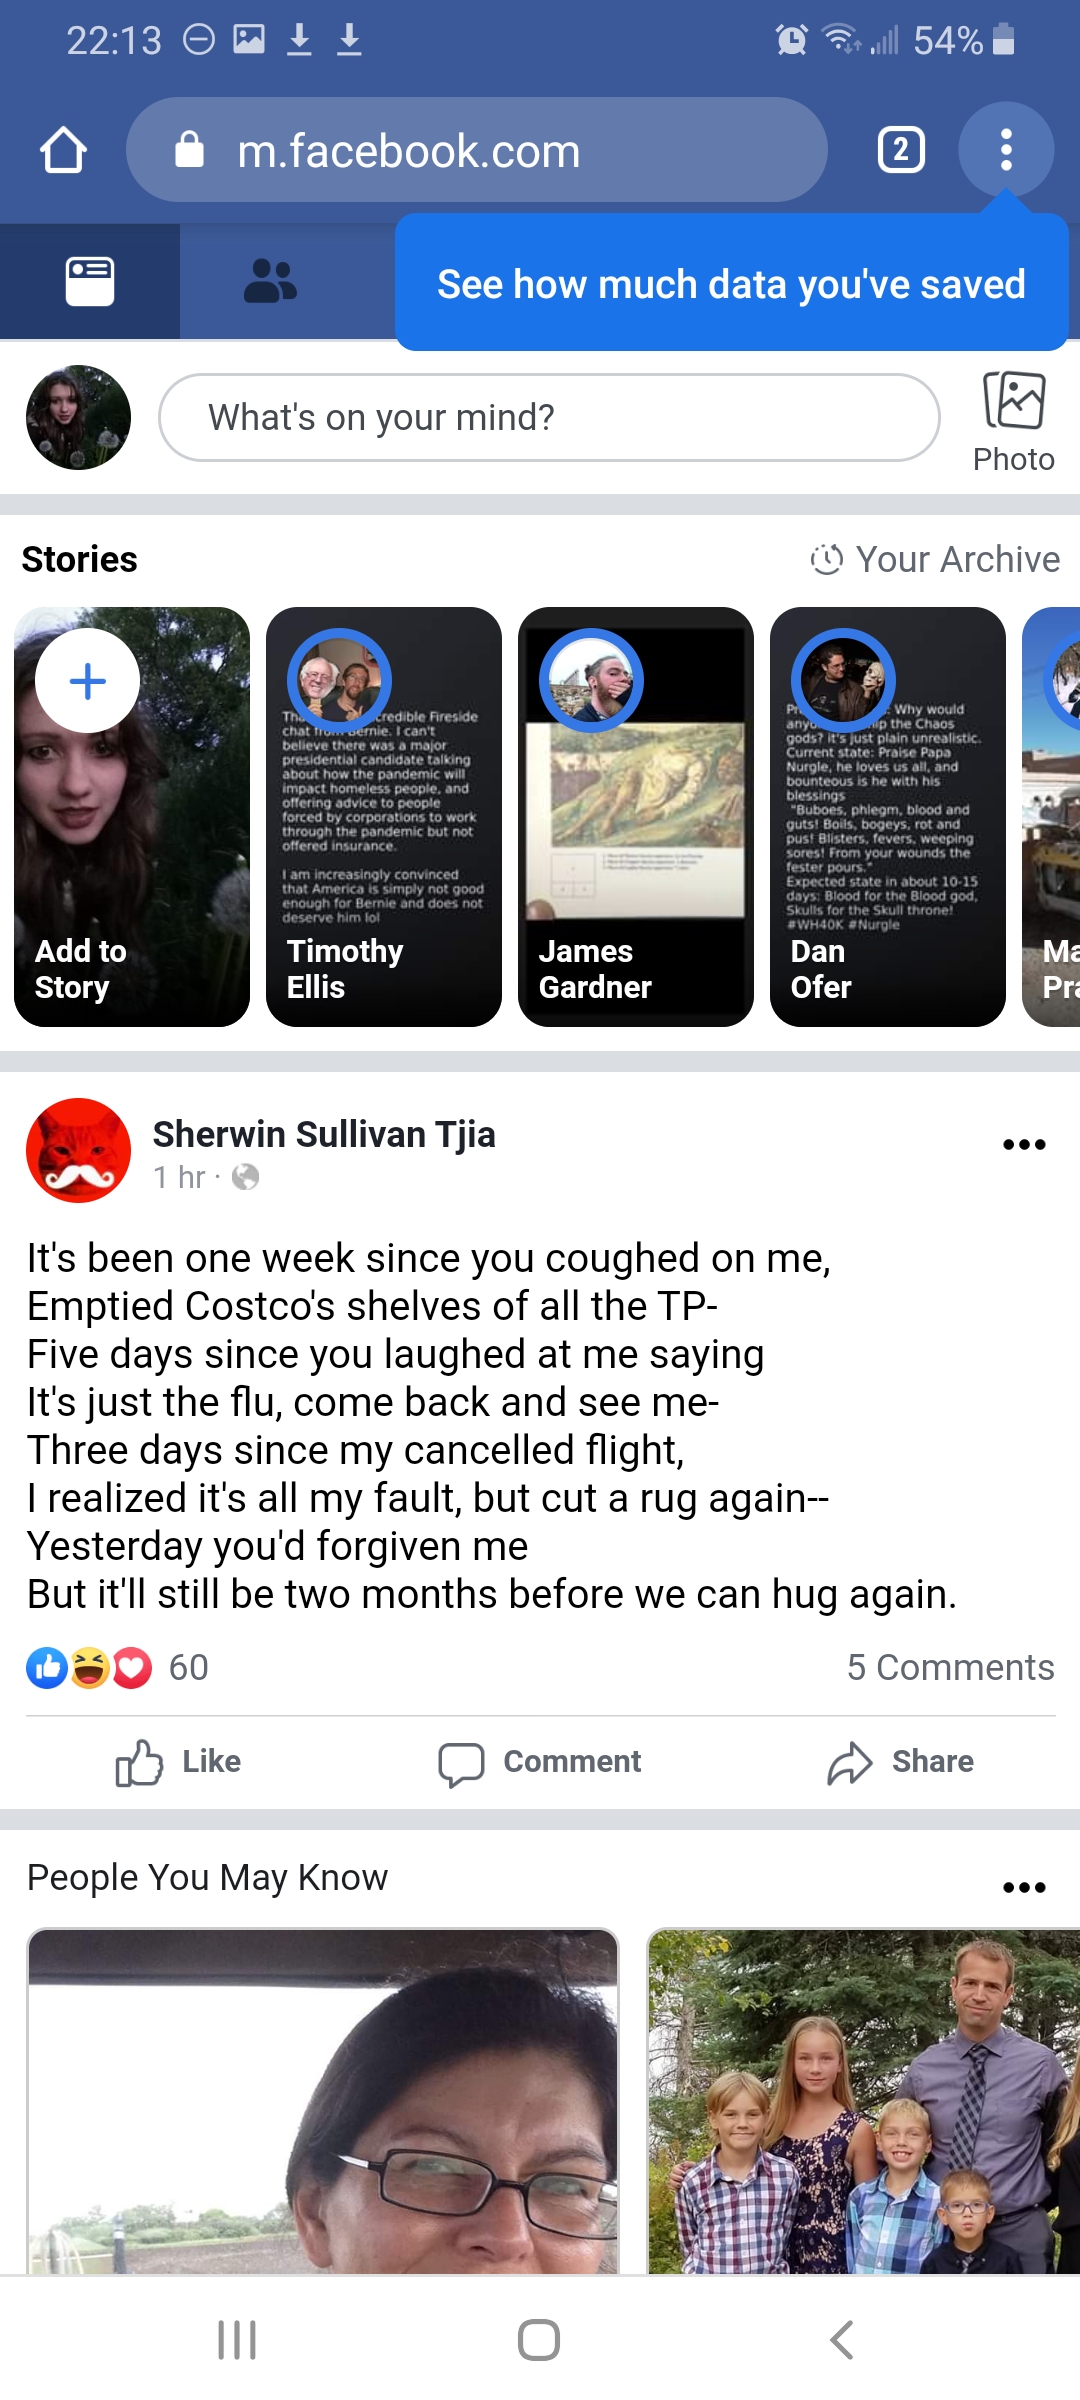 22:13
54%
m.facebook.com
2
See how much data you've saved
What's on your mind?
Photo
Stories
Your Archive
Add to
Story
credible Fireside
chat from Bernie. I can't
believe there was a major
presidential candidate talking
about how the pandemic will
impact homeless people, and
offering advice to people
forced by corporations to work
through the pandemic but not
offered insurance.
I am increasingly convinced
that America is simply not good
enough for Bernie and does not
deserve him lol
Timothy
Ellis
James
Gardner
Why would
the Chaos
gods? it's just plain unrealistic.
Current state: Praise Papa
Nurgle, he loves us all, and
bounteous is he with his
blessings
"Buboes, phlegm, blood and
guts! Boils, bogeys, rot and
pus! Blisters, fevers, weeping
sores! From your wounds the
fester pours."
Expected state in about 10-15
days: Blood for the Blood god,
Skulls for the Skull throne!
#WH40K #Nurgle
Dan
Ofer
Ma
Pra
Sherwin Sullivan Tjia
1 hr ·
It's been one week since you coughed on me,
Emptied Costco's shelves of all the TP-
Five days since you laughed at me saying
It's just the flu, come back and see me-
Three days since my cancelled flight,
I realized it's all my fault, but cut a rug again--
Yesterday you'd forgiven me
But it'll still be two months before we can hug again.
60
5 Comments
Like
Comment
Share
People You May Know